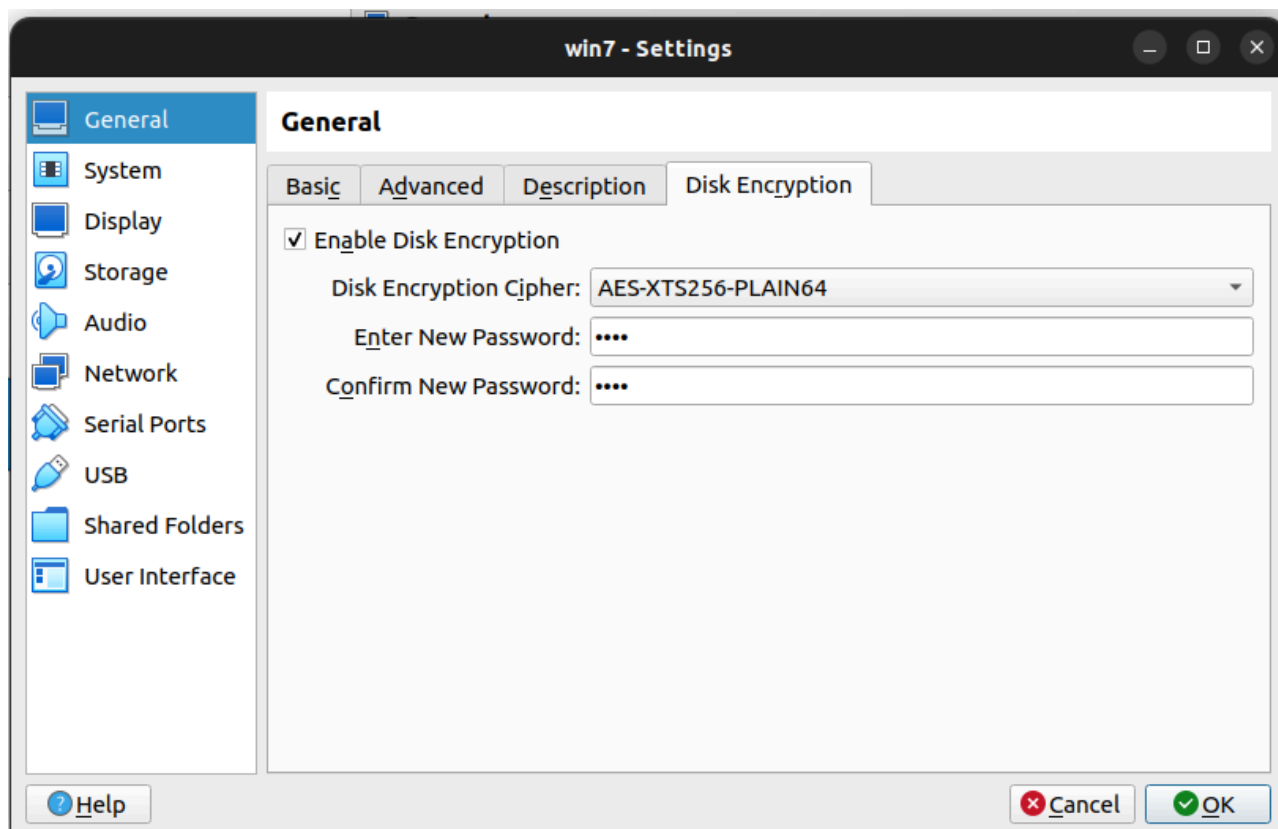 win7 - Settings
General
System
Display
Storage
Audio
Network
Serial Ports
USB
Shared Folders
User Interface
General
Basic Advanced Description Disk Encryption
Enable Disk Encryption
Disk Encryption Cipher: AES-XTS256-PLAIN64
Enter New Password: ••••
Confirm New Password: ••••
Help Cancel OK